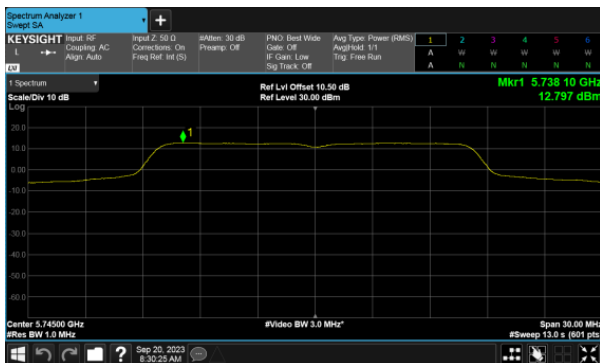 Spectrum Analyzer 1
Swept SA
+
KEYSIGHT Input: RF Input Z: 50 Ω #Atten: 30 dB PNO: Best Wide Avg Type: Power (RMS) 1 2 3 4 5 6
L Coupling: AC Corrections: On Preamp: Off Gate: Off Avg|Hold: 1/1 A W W W W W
Align: Auto Freq Ref: Int (S) IF Gain: Low Trig: Free Run
LXI Sig Track: Off A N N N N N
1 Spectrum Ref Lvl Offset 10.50 dB Mkr1 5.738 10 GHz
Scale/Div 10 dB Ref Level 30.00 dBm 12.797 dBm
Log
20.0
1
10.0
0.00
-10.0
-20.0
-30.0
-40.0
-50.0
-60.0
Center 5.74500 GHz #Video BW 3.0 MHz* Span 30.00 MHz
#Res BW 1.0 MHz #Sweep 13.0 s (601 pts)
? Sep 20, 2023
8:30:25 AM